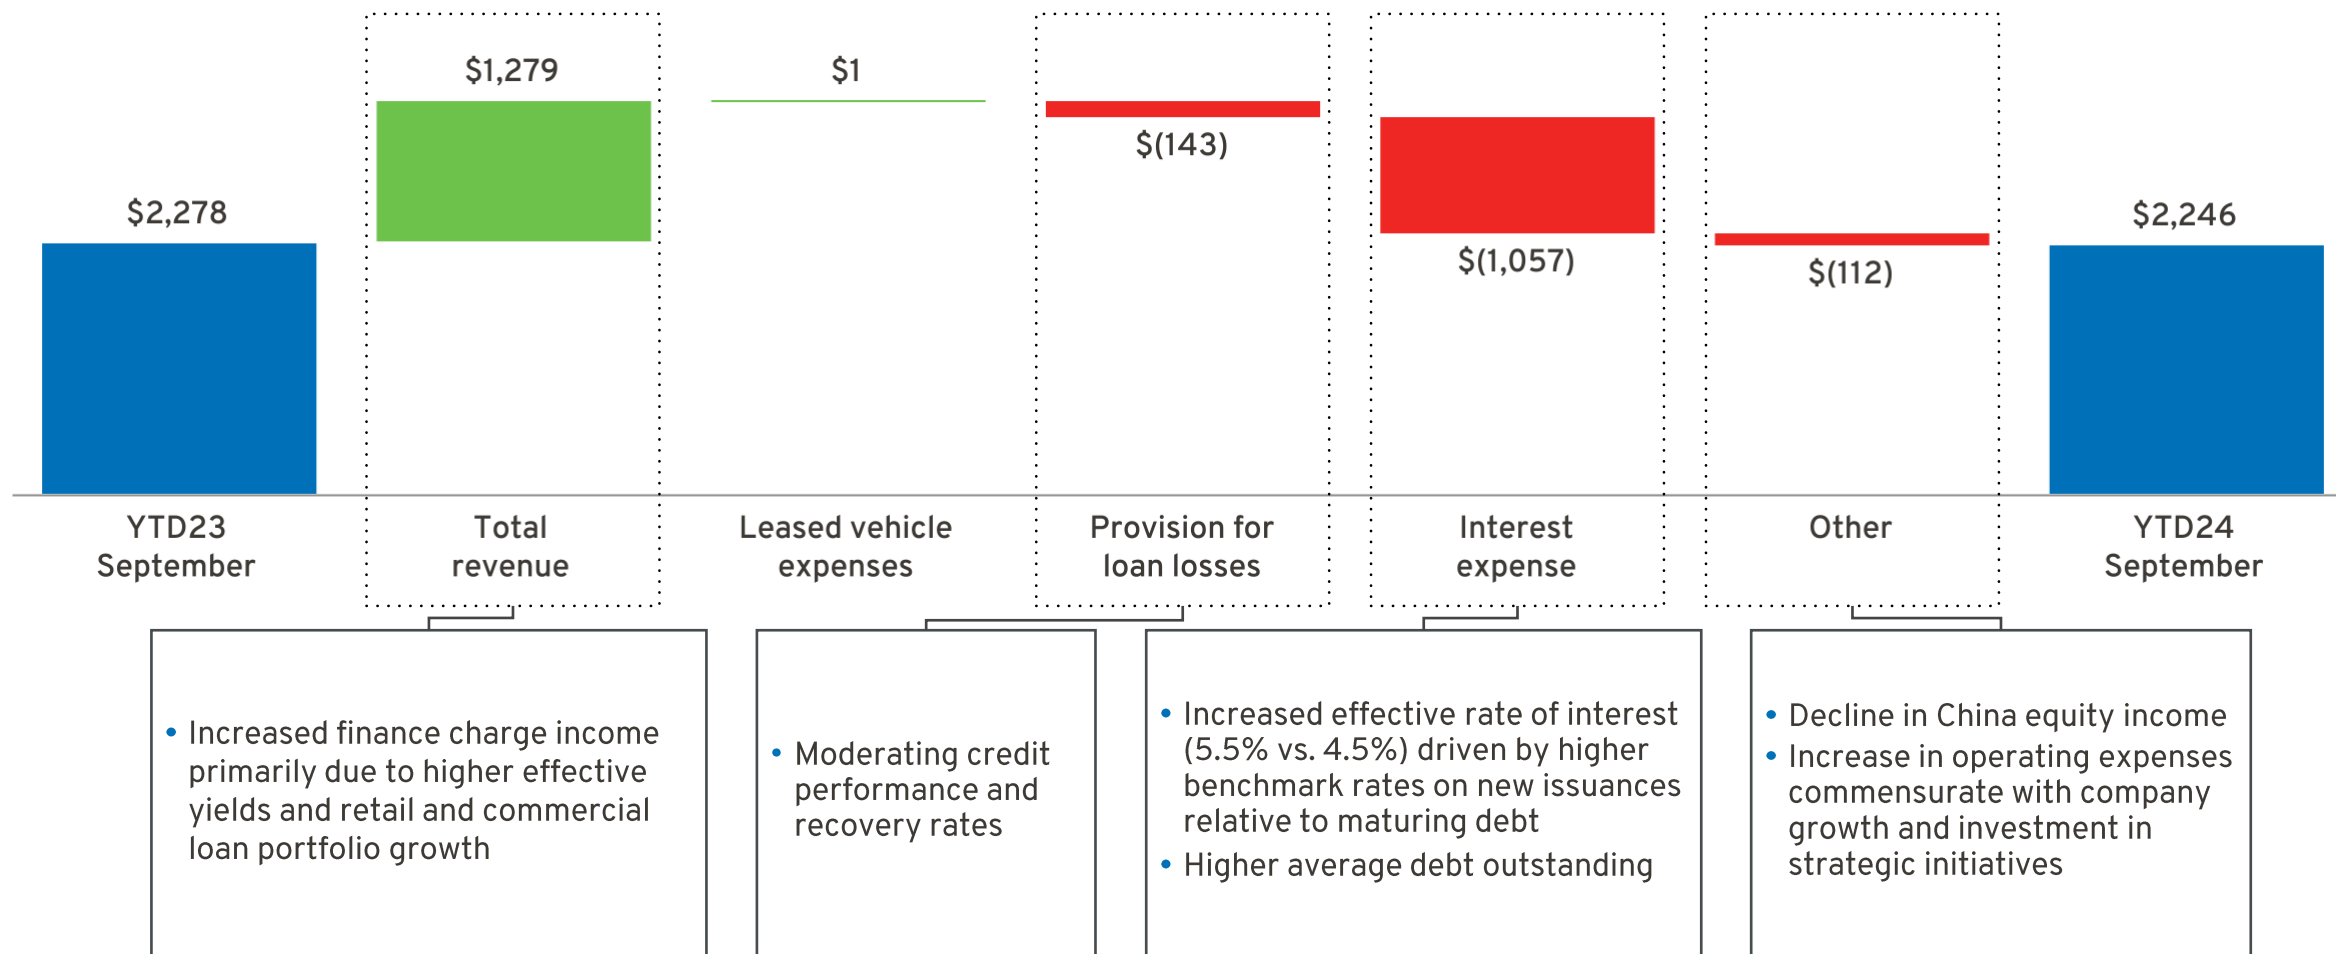 $1,279
$1
$(143)
$2,278
$(1,057)
$2,246
$(112)
YTD23
September
Total
revenue
Leased vehicle
expenses
Provision for
loan losses
Interest
expense
Other
YTD24
September
• Increased finance charge income
primarily due to higher effective
yields and retail and commercial
loan portfolio growth
• Moderating credit
performance and
recovery rates
• Increased effective rate of interest
(5.5% vs. 4.5%) driven by higher
benchmark rates on new issuances
relative to maturing debt
• Higher average debt outstanding
• Decline in China equity income
• Increase in operating expenses
commensurate with company
growth and investment in
strategic initiatives